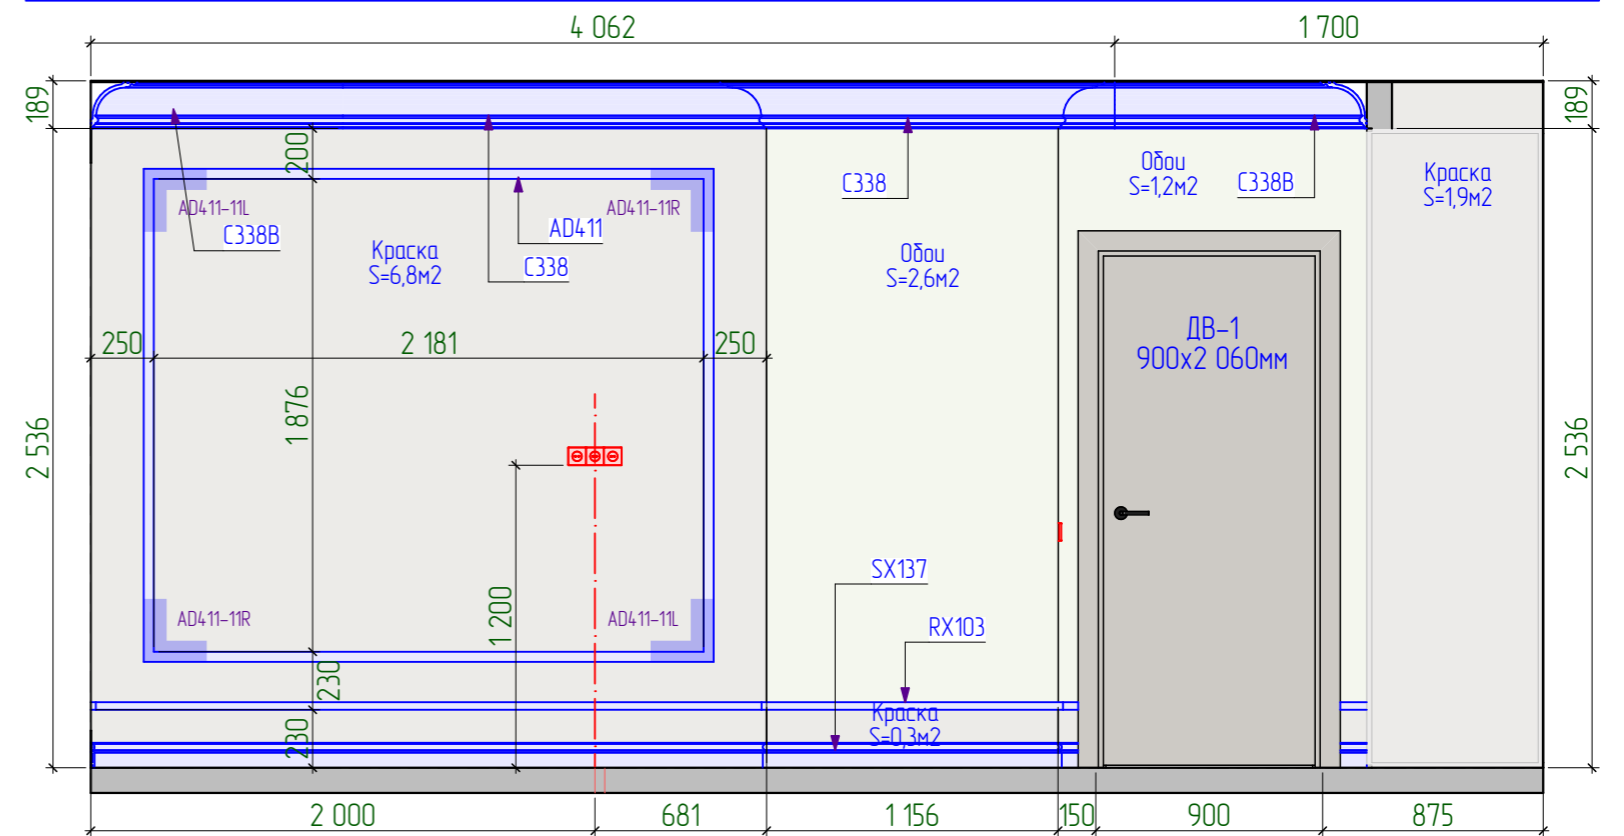 4 062
1 700
189
189
200
Обои
S=1,2м2
C338
C338B
Краска
S=1,9м2
AD411-11L
AD411-11R
C338B
AD411
Краска
S=6,8м2
C338
Обои
S=2,6м2
250
2 181
250
ДВ-1
900x2 060мм
1 876
2 536
2 536
SX137
1 200
AD411-11R
AD411-11L
RX103
230
Краска
S=0,3м2
230
2 000
681
1 156
150
900
875